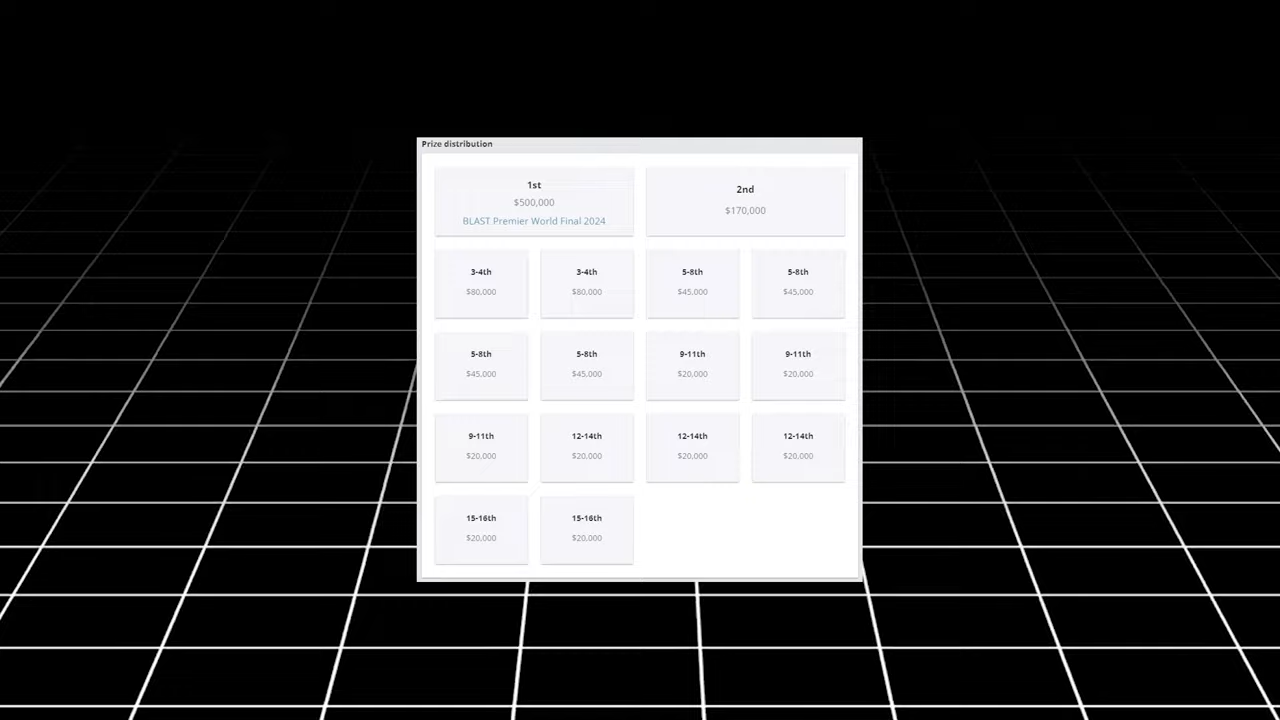 Prize distribution
1st
$500,000
BLAST Premier World Final 2024
2nd
$170,000
3-4th
$80,000
3-4th
$80,000
5-8th
$45,000
5-8th
$45,000
5-8th
$45,000
5-8th
$45,000
9-11th
$20,000
9-11th
$20,000
9-11th
$20,000
12-14th
$20,000
12-14th
$20,000
12-14th
$20,000
15-16th
$20,000
15-16th
$20,000